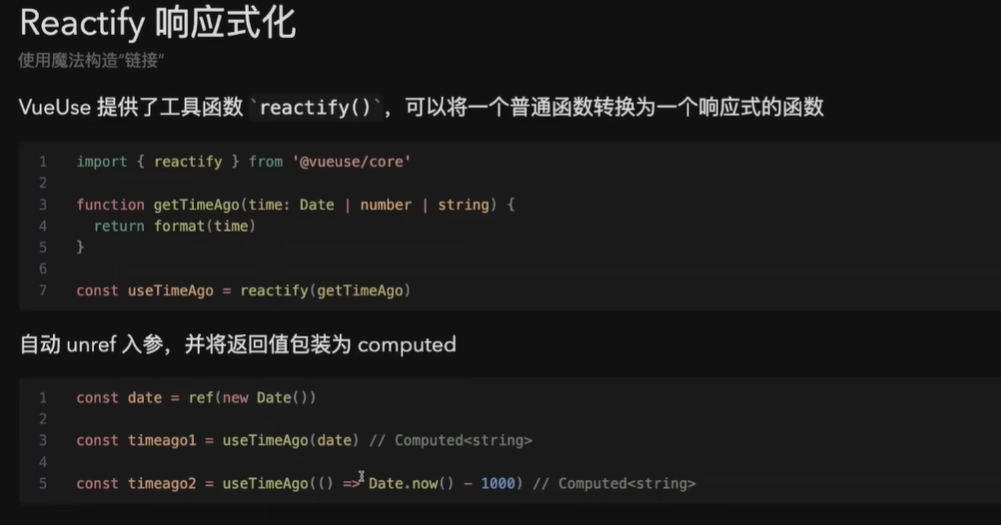 Reactify 响应式化
使用魔法构造“链接”
VueUse 提供了工具函数 `reactify()`，可以将一个普通函数转换为一个响应式的函数
1 import { reactify } from '@vueuse/core'
2
3 function getTimeAgo(time: Date | number | string) {
4 return format(time)
5 }
6
7 const useTimeAgo = reactify(getTimeAgo)
自动 unref 入参，并将返回值包装为 computed
1 const date = ref(new Date())
2
3 const timeago1 = useTimeAgo(date) // Computed<string>
4
5 const timeago2 = useTimeAgo(() => Date.now() - 1000) // Computed<string>